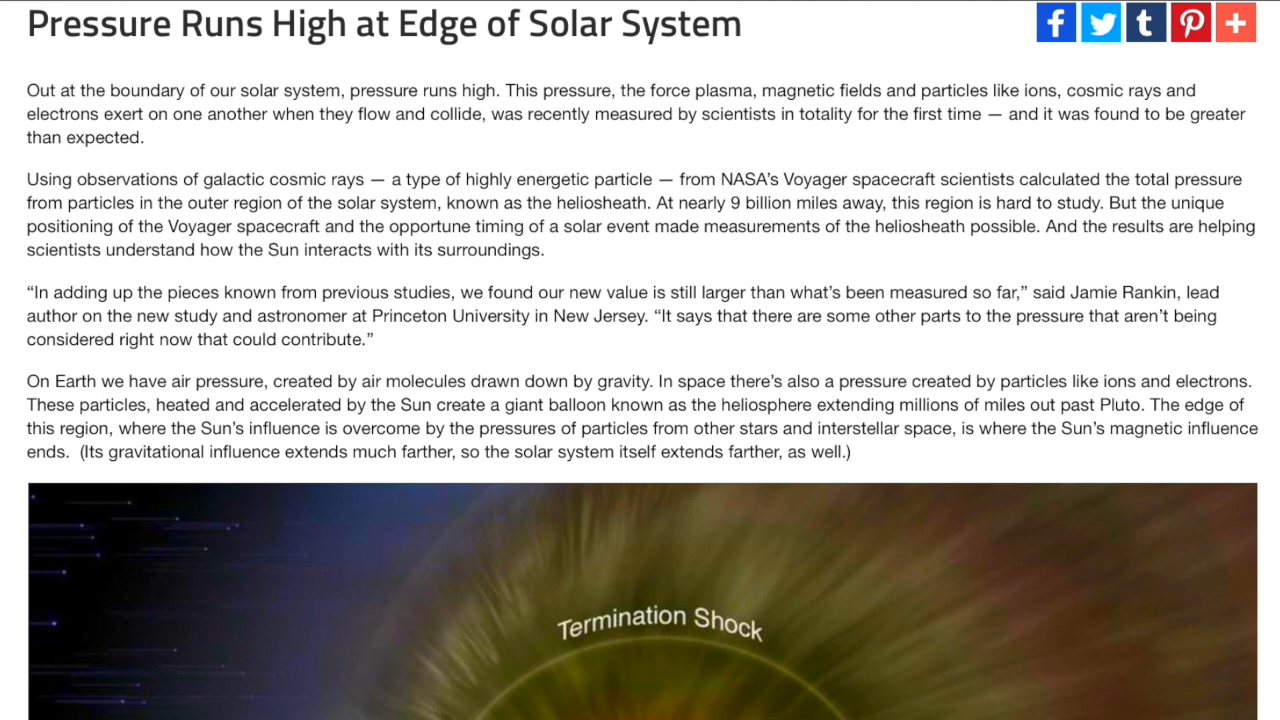 Pressure Runs High at Edge of Solar System
Out at the boundary of our solar system, pressure runs high. This pressure, the force plasma, magnetic fields and particles like ions, cosmic rays and
electrons exert on one another when they flow and collide, was recently measured by scientists in totality for the first time — and it was found to be greater
than expected.
Using observations of galactic cosmic rays — a type of highly energetic particle — from NASA’s Voyager spacecraft scientists calculated the total pressure
from particles in the outer region of the solar system, known as the heliosheath. At nearly 9 billion miles away, this region is hard to study. But the unique
positioning of the Voyager spacecraft and the opportune timing of a solar event made measurements of the heliosheath possible. And the results are helping
scientists understand how the Sun interacts with its surroundings.
“In adding up the pieces known from previous studies, we found our new value is still larger than what’s been measured so far,” said Jamie Rankin, lead
author on the new study and astronomer at Princeton University in New Jersey. “It says that there are some other parts to the pressure that aren’t being
considered right now that could contribute.”
On Earth we have air pressure, created by air molecules drawn down by gravity. In space there’s also a pressure created by particles like ions and electrons.
These particles, heated and accelerated by the Sun create a giant balloon known as the heliosphere extending millions of miles out past Pluto. The edge of
this region, where the Sun’s influence is overcome by the pressures of particles from other stars and interstellar space, is where the Sun’s magnetic influence
ends.  (Its gravitational influence extends much farther, so the solar system itself extends farther, as well.)
Termination Shock